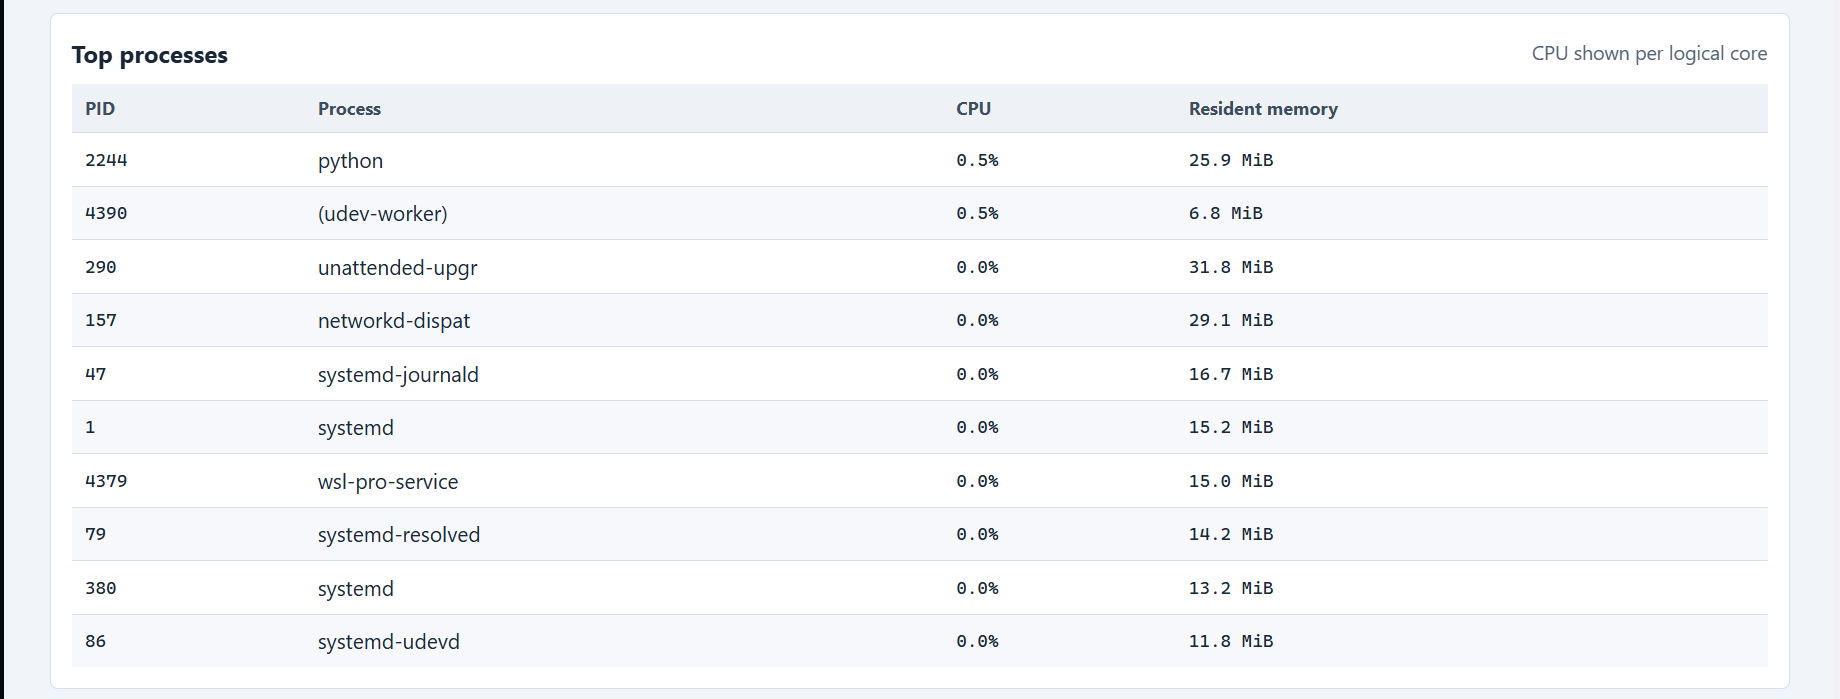 Top processes
CPU shown per logical core
PID Process CPU Resident memory
2244 python 0.5% 25.9 MiB
4390 (udev-worker) 0.5% 6.8 MiB
290 unattended-upgr 0.0% 31.8 MiB
157 networkd-dispat 0.0% 29.1 MiB
47 systemd-journald 0.0% 16.7 MiB
1 systemd 0.0% 15.2 MiB
4379 wsl-pro-service 0.0% 15.0 MiB
79 systemd-resolved 0.0% 14.2 MiB
380 systemd 0.0% 13.2 MiB
86 systemd-udevd 0.0% 11.8 MiB